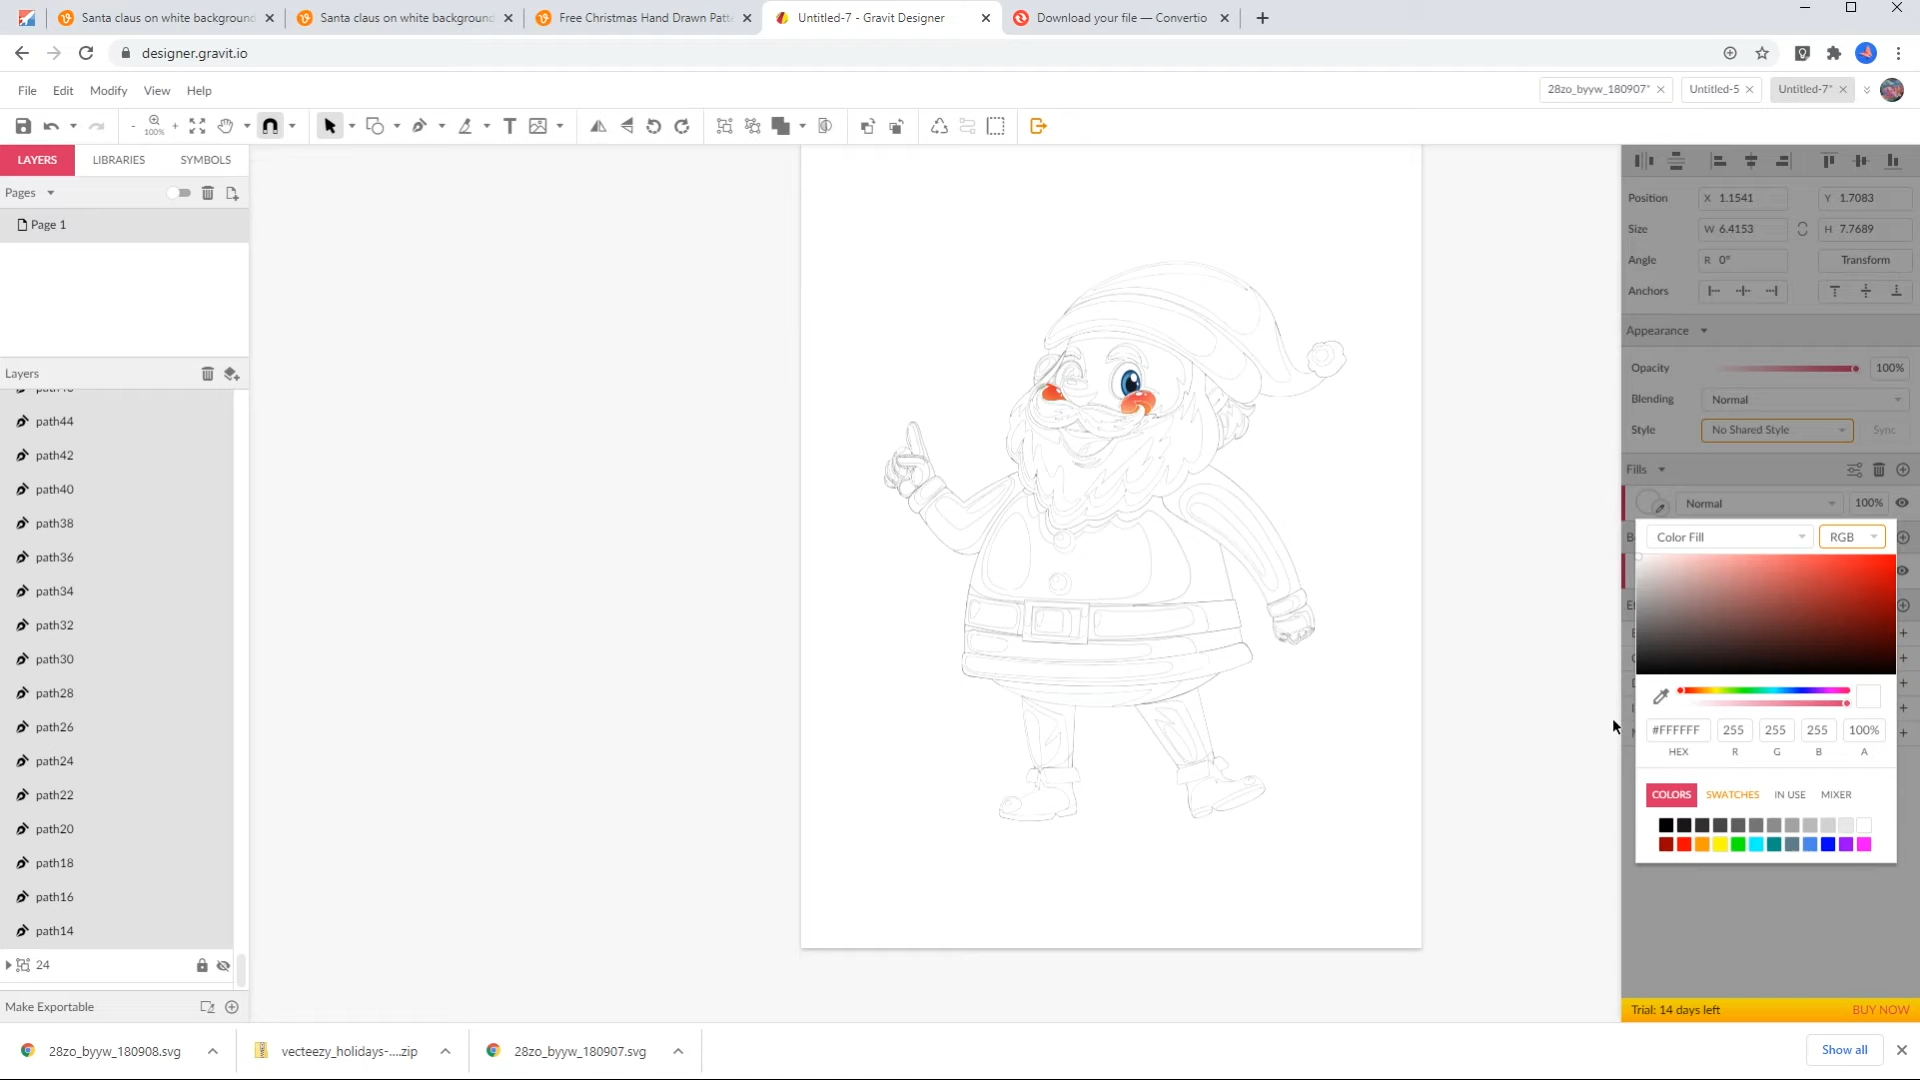 Santa claus on white background
Santa claus on white background
Free Christmas Hand Drawn Patte
Untitled-7 - Gravit Designer
Download your file — Convertio
designer.gravit.io
File Edit Modify View Help
28zo_byyw_180907* Untitled-5 Untitled-7*
100%
LAYERS LIBRARIES SYMBOLS
Pages
Page 1
Layers
path44
path42
path40
path38
path36
path34
path32
path30
path28
path26
path24
path22
path20
path18
path16
path14
24
Make Exportable
Position X 1.1541 Y 1.7083
Size W 6.4153 H 7.7689
Angle R 0° Transform
Anchors
Appearance
Opacity 100%
Blending Normal
Style No Shared Style Sync
Fills
Normal 100%
Color Fill RGB
#FFFFFF 255 255 255 100%
HEX R G B A
COLORS SWATCHES IN USE MIXER
Trial: 14 days left BUY NOW
28zo_byyw_180908.svg vecteezy_holidays-....zip 28zo_byyw_180907.svg Show all